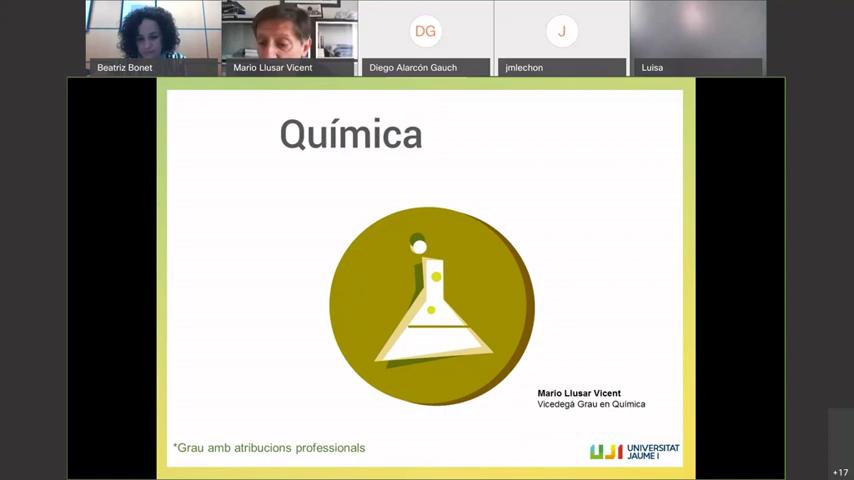 DG
J
Beatriz Bonet
Mario Llusar Vicent
Diego Alarcón Gauch
jmlechon
Luisa
Química
Mario Llusar Vicent
Vicedegà Grau en Química
*Grau amb atribucions professionals
UJI UNIVERSITAT
JAUME I
+17